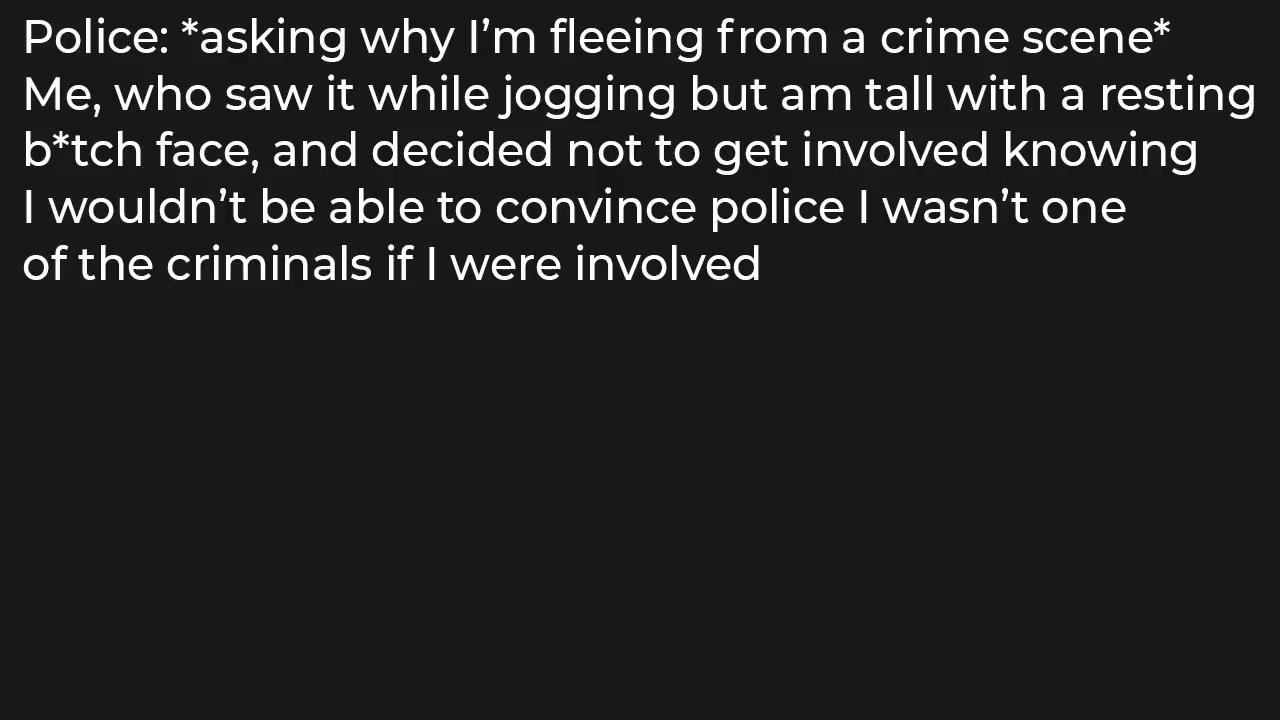 Police: *asking why I’m fleeing from a crime scene*
Me, who saw it while jogging but am tall with a resting
b*tch face, and decided not to get involved knowing
I wouldn’t be able to convince police I wasn’t one
of the criminals if I were involved